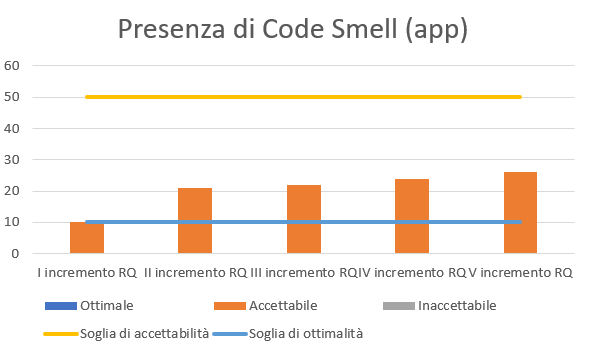 Presenza di Code Smell (app)
60
50
40
30
20
10
0
I incremento RQ II incremento RQ III incremento RQ IV incremento RQ V incremento RQ
Ottimale Accettabile Inaccettabile
Soglia di accettabilità Soglia di ottimalità